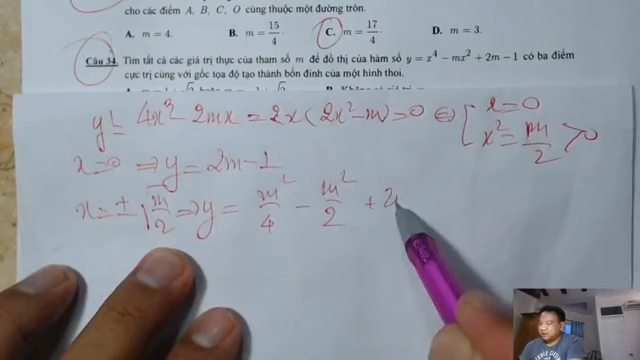 cho các điểm A, B, C, O cùng thuộc một đường tròn.
A. m = 4. B. m = 15/4. C. m = 17/4. D. m = 3.
Câu 34. Tìm tất cả các giá trị thực của tham số m để đồ thị của hàm số y = x⁴ − mx² + 2m − 1 có ba điểm
cực trị cùng với gốc tọa độ tạo thành bốn đỉnh của một hình thoi.
y' = 4x³ − 2mx = 2x(2x² − m) = 0 ⇔ [ x = 0
x² = m/2 > 0
x = 0 ⇒ y = 2m − 1
x = ± √m/2 ⇒ y = m²/4 − m²/2 + 2